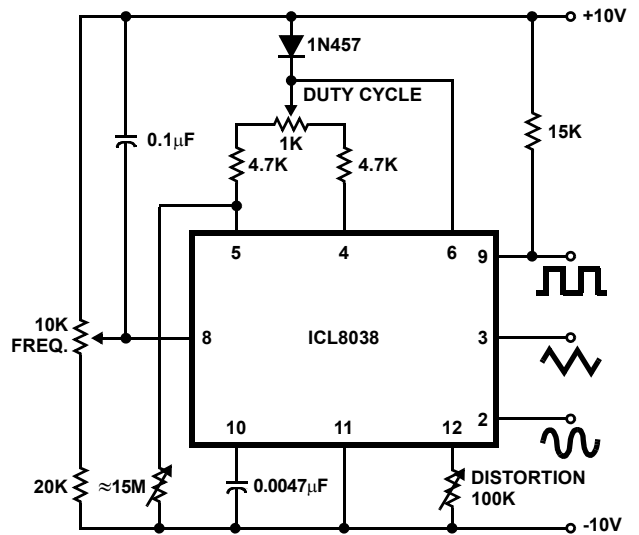 +10V
1N457
DUTY CYCLE
0.1µF
1K
15K
4.7K
4.7K
5
4
6
9
10K
FREQ.
8
ICL8038
3
10
11
12
2
20K
≈15M
0.0047µF
DISTORTION
100K
-10V